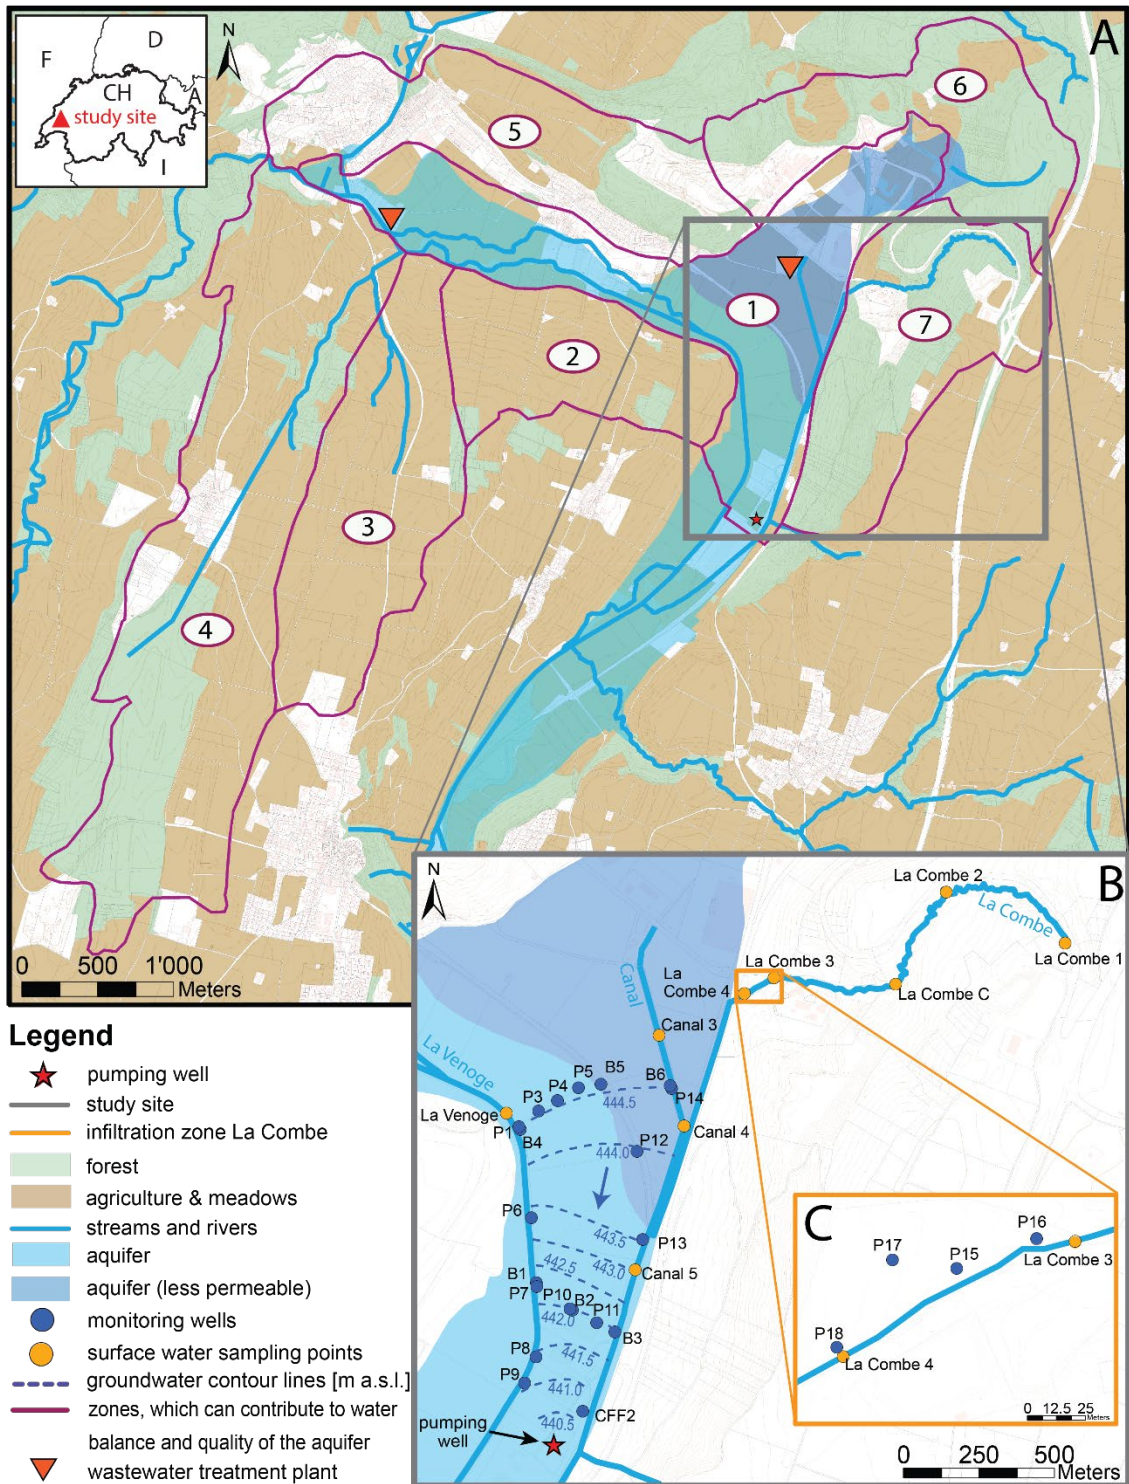 A
D
N
F
CH
A
study site
I
6
5
1
7
2
3
4
0 500 1'000
Meters
B
N
La Combe 2
La Combe
La Combe 1
La Combe 3
La
Combe 4
La Combe C
Canal
Canal 3
La Venoge
La Venoge
P5
B5
P4
P3
B6
444.5
P14
P1
B4
Canal 4
P12
444.0
P6
443.5
P13
442.5
443.0
Canal 5
B1
P7
P10
B2
P11
442.0
B3
P8
441.5
P9
441.0
CFF2
440.5
pumping
well
C
P16
P17
P15
La Combe 3
P18
La Combe 4
0 12.5 25
Meters
0 250 500
Meters
Legend
pumping well
study site
infiltration zone La Combe
forest
agriculture & meadows
streams and rivers
aquifer
aquifer (less permeable)
monitoring wells
surface water sampling points
groundwater contour lines [m a.s.l.]
zones, which can contribute to water
balance and quality of the aquifer
wastewater treatment plant